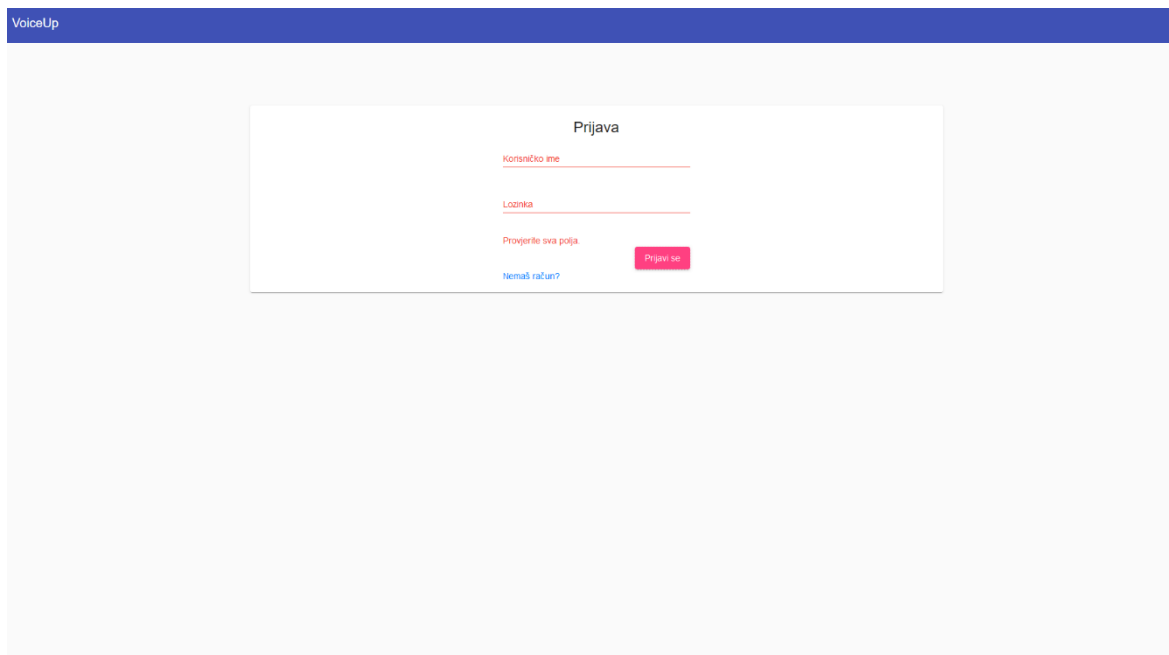 VoiceUp
Prijava
Korisničko ime
Lozinka
Provjerite sva polja.
Prijavi se
Nemaš račun?